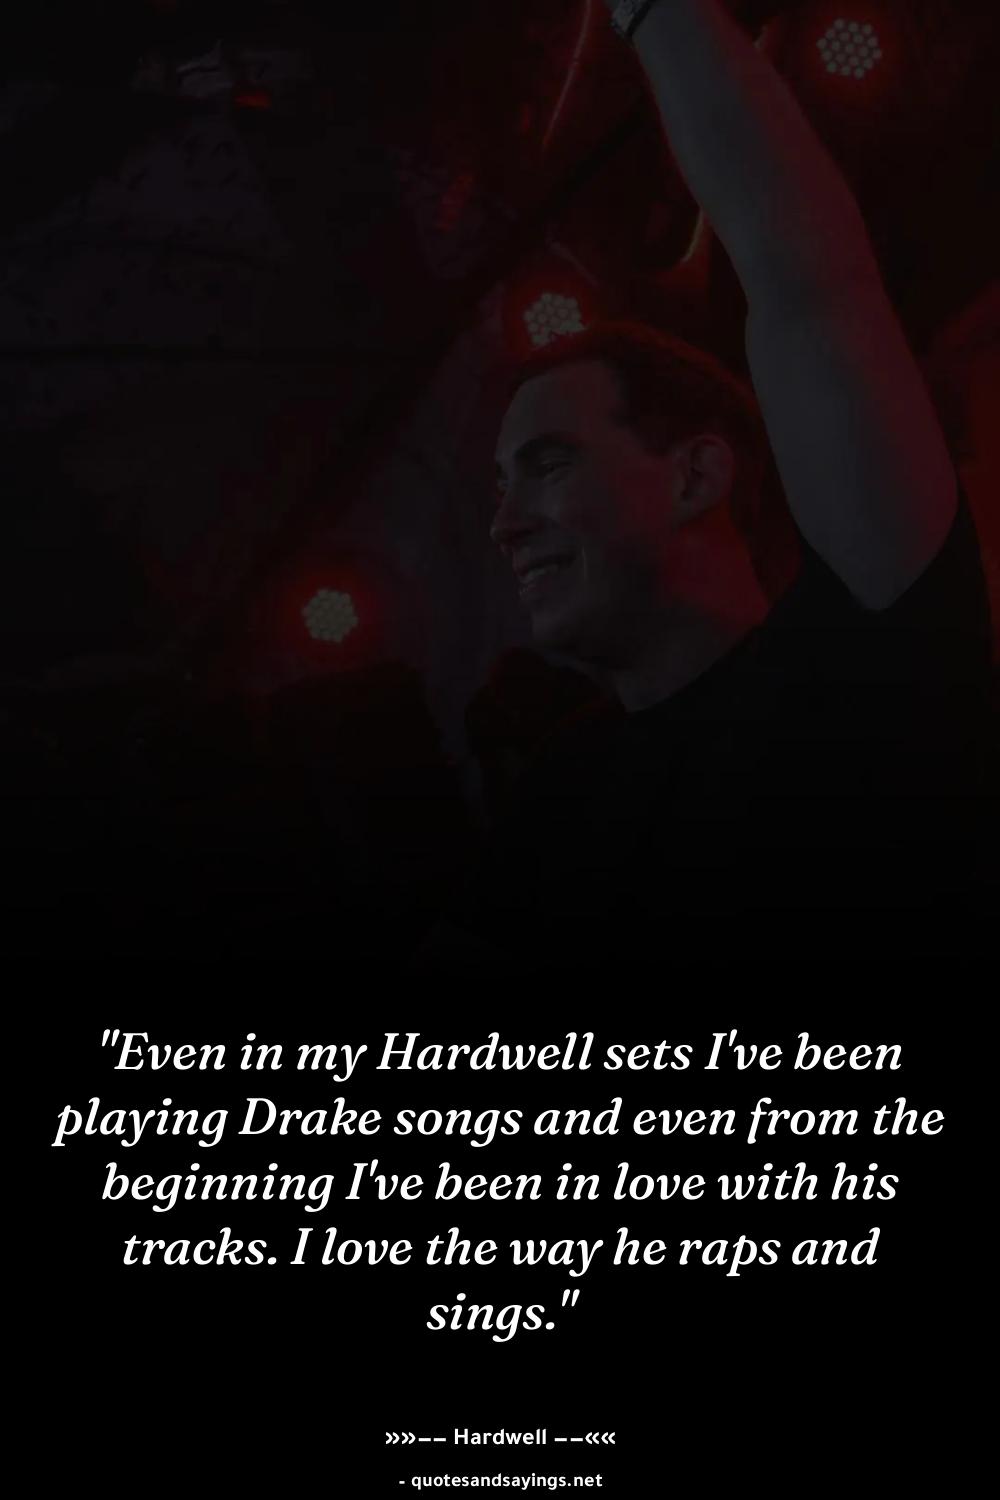 "Even in my Hardwell sets I've been
playing Drake songs and even from the
beginning I've been in love with his
tracks. I love the way he raps and
sings."
»»–– Hardwell ––««
- quotesandsayings.net